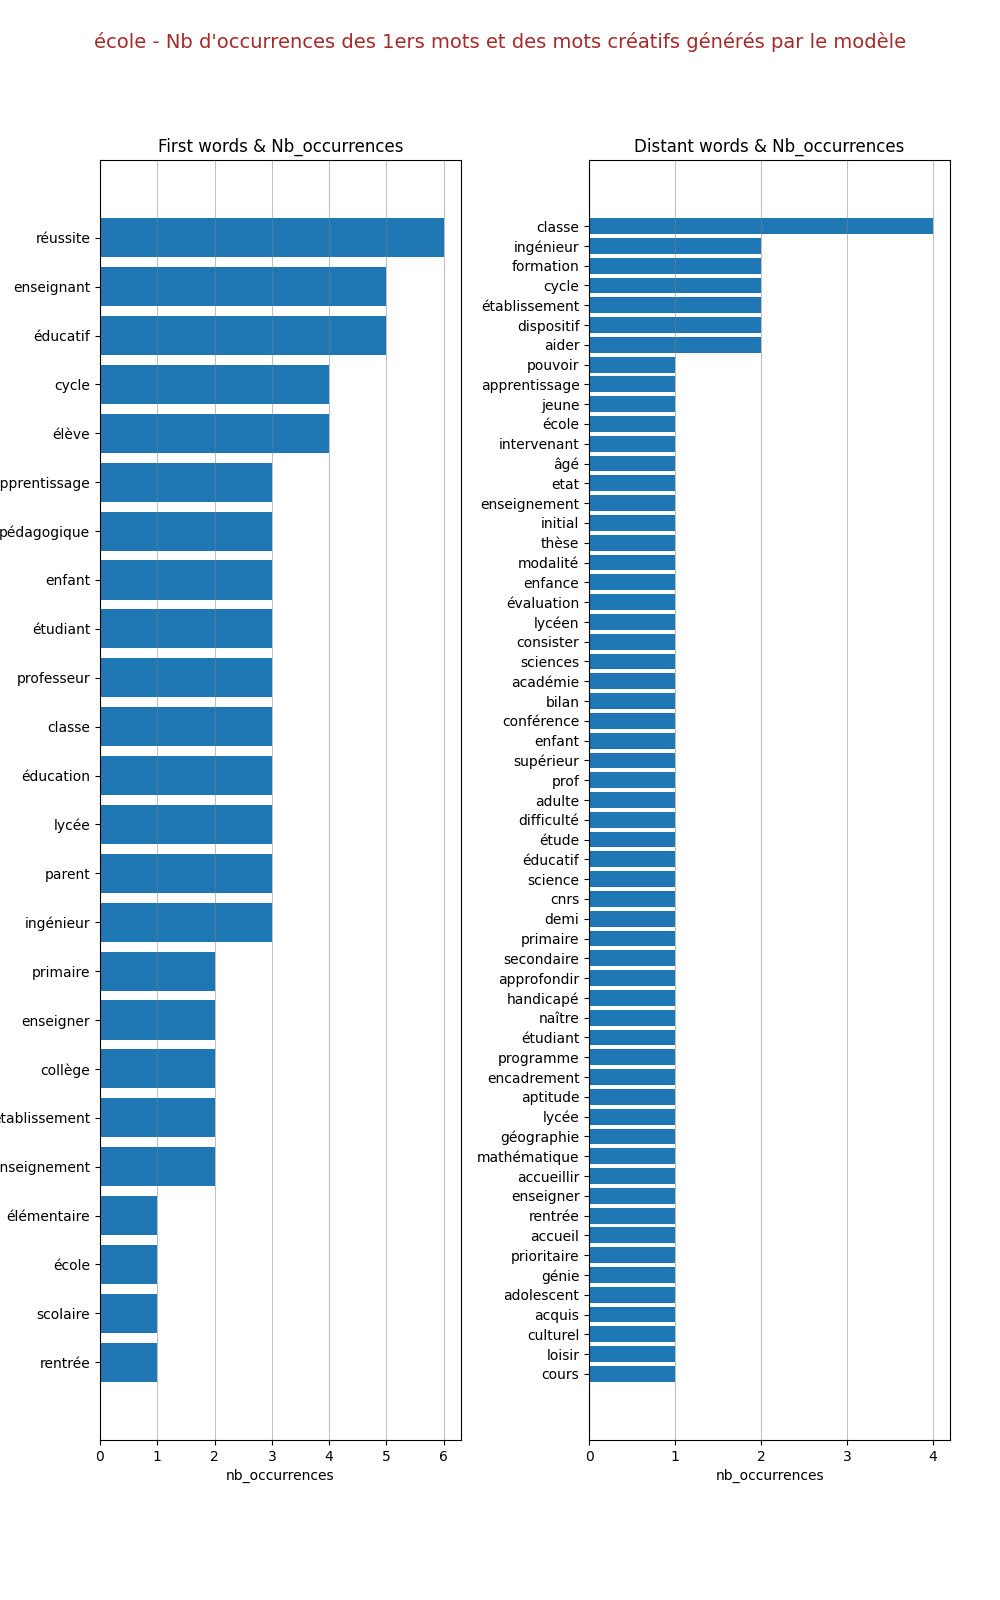 école - Nb d'occurrences des 1ers mots et des mots créatifs générés par le modèle
First words & Nb_occurrences
réussite
enseignant
éducatif
cycle
élève
pprentissage
pédagogique
enfant
étudiant
professeur
classe
éducation
lycée
parent
ingénieur
primaire
enseigner
collège
établissement
nseignement
élémentaire
école
scolaire
rentrée
0 1 2 3 4 5 6
nb_occurrences
Distant words & Nb_occurrences
classe
ingénieur
formation
cycle
établissement
dispositif
aider
pouvoir
apprentissage
jeune
école
intervenant
âgé
etat
enseignement
initial
thèse
modalité
enfance
évaluation
lycéen
consister
sciences
académie
bilan
conférence
enfant
supérieur
prof
adulte
difficulté
étude
éducatif
science
cnrs
demi
primaire
secondaire
approfondir
handicapé
naître
étudiant
programme
encadrement
aptitude
lycée
géographie
mathématique
accueillir
enseigner
rentrée
accueil
prioritaire
génie
adolescent
acquis
culturel
loisir
cours
0 1 2 3 4
nb_occurrences